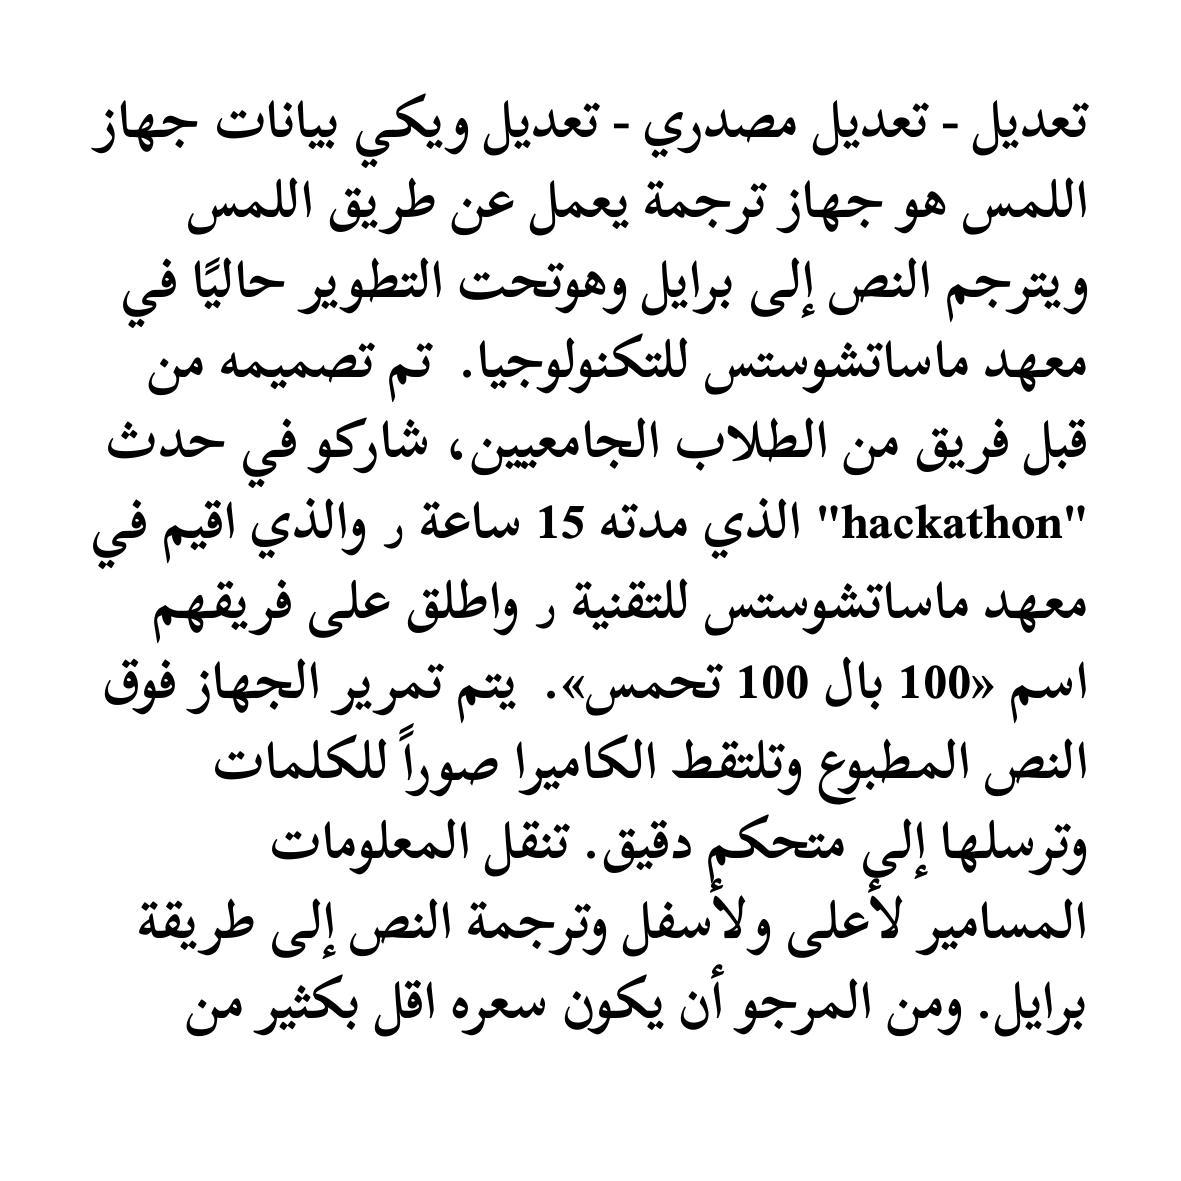 تعديل - تعديل مصدري - تعديل ويكي بيانات جهاز
اللمس هو جهاز ترجمة يعمل عن طريق اللمس
ويترجم النص إلى برايل وهوتحت التطوير حاليًا في
معهد ماساتشوستس للتكنولوجيا. تم تصميمه من
قبل فريق من الطلاب الجامعيين، شاركو في حدث
"hackathon" الذي مدته 15 ساعة ر والذي اقيم في
معهد ماساتشوستس للتقنية ر واطلق على فريقهم
اسم «100 بال 100 تحمس». يتم تمرير الجهاز فوق
النص المطبوع وتلتقط الكاميرا صوراً للكلمات
وترسلها إلى متحكم دقيق. تنقل المعلومات
المسامير لأعلى ولأسفل وترجمة النص إلى طريقة
برايل. ومن المرجو أن يكون سعره اقل بكثير من